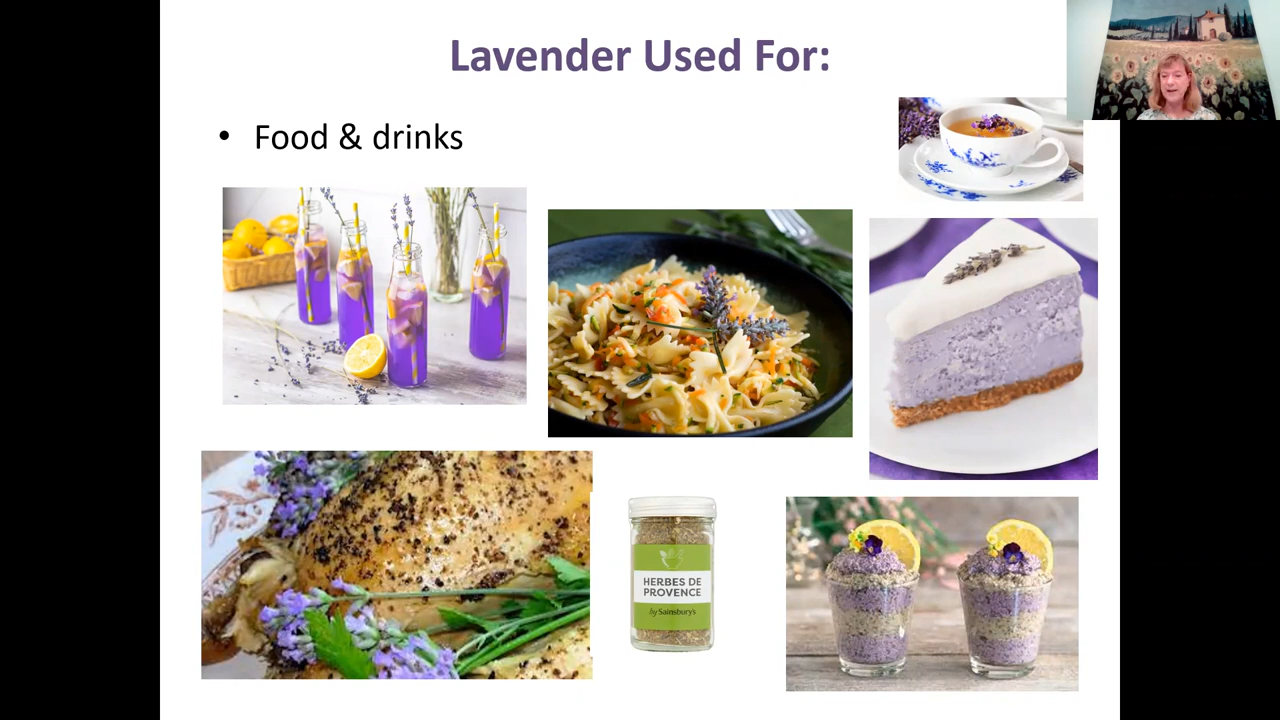 Lavender Used For:
• Food & drinks
HERBES DE
PROVENCE
by Sainsbury's